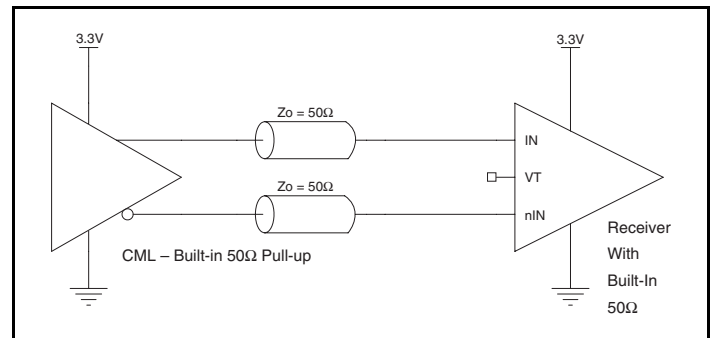 3.3V
3.3V
Zo = 50Ω
IN
VT
Zo = 50Ω
nIN
CML – Built-in 50Ω Pull-up
Receiver
With
Built-In
50Ω